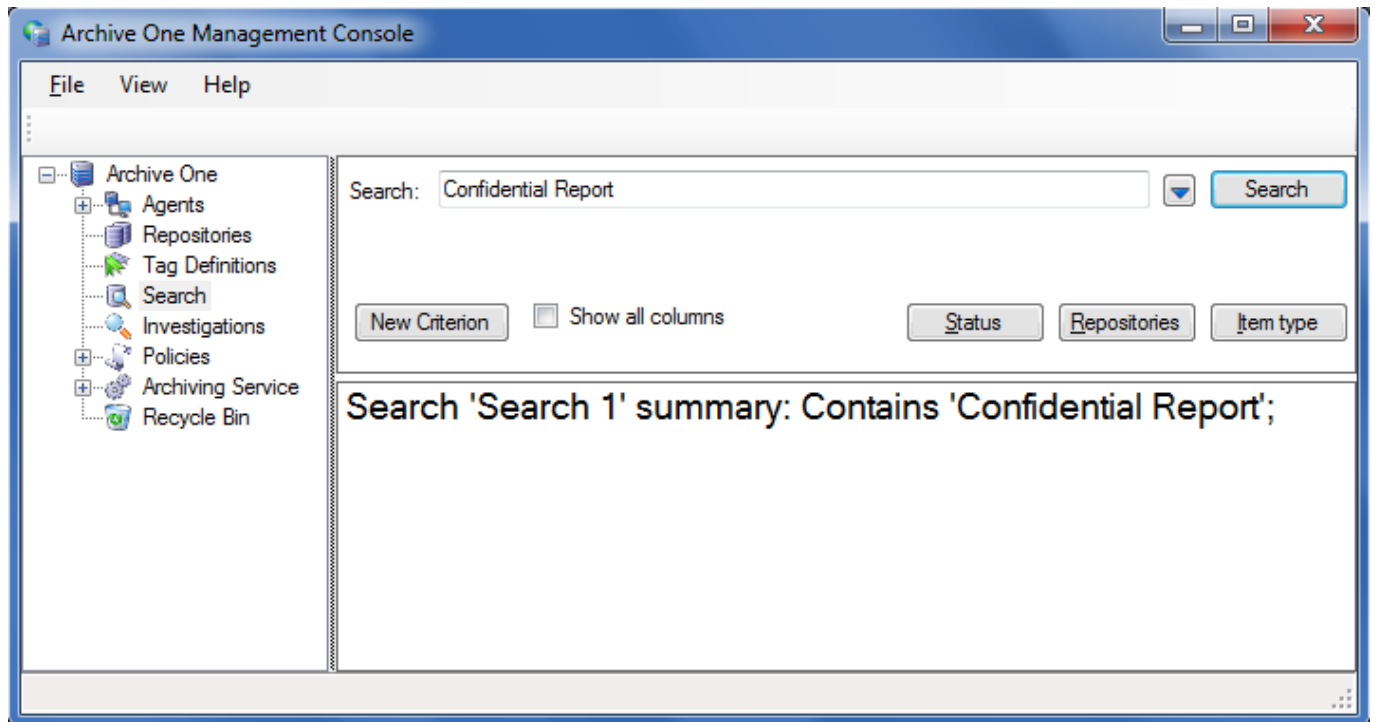 Archive One Management Console
File View Help
Archive One
Agents
Repositories
Tag Definitions
Search
Investigations
Policies
Archiving Service
Recycle Bin
Search: Confidential Report Search
New Criterion Show all columns Status Repositories Item type
Search 'Search 1' summary: Contains 'Confidential Report';